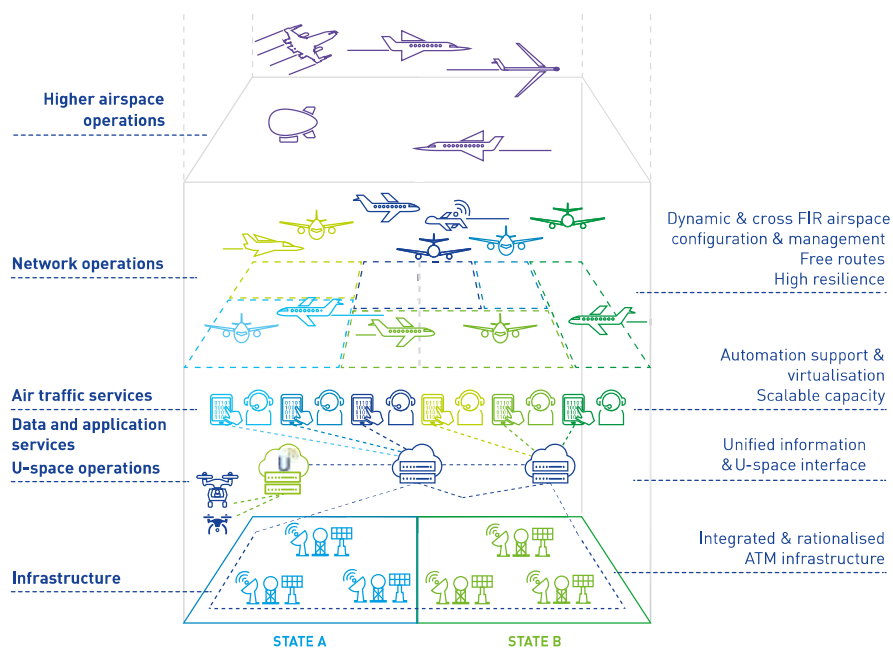 Higher airspace
operations
Network operations
Dynamic & cross FIR airspace
configuration & management
Free routes
High resilience
Air traffic services
Automation support &
virtualisation
Scalable capacity
Data and application
services
U-space operations
U
Unified information
& U-space interface
Infrastructure
Integrated & rationalised
ATM infrastructure
STATE A
STATE B